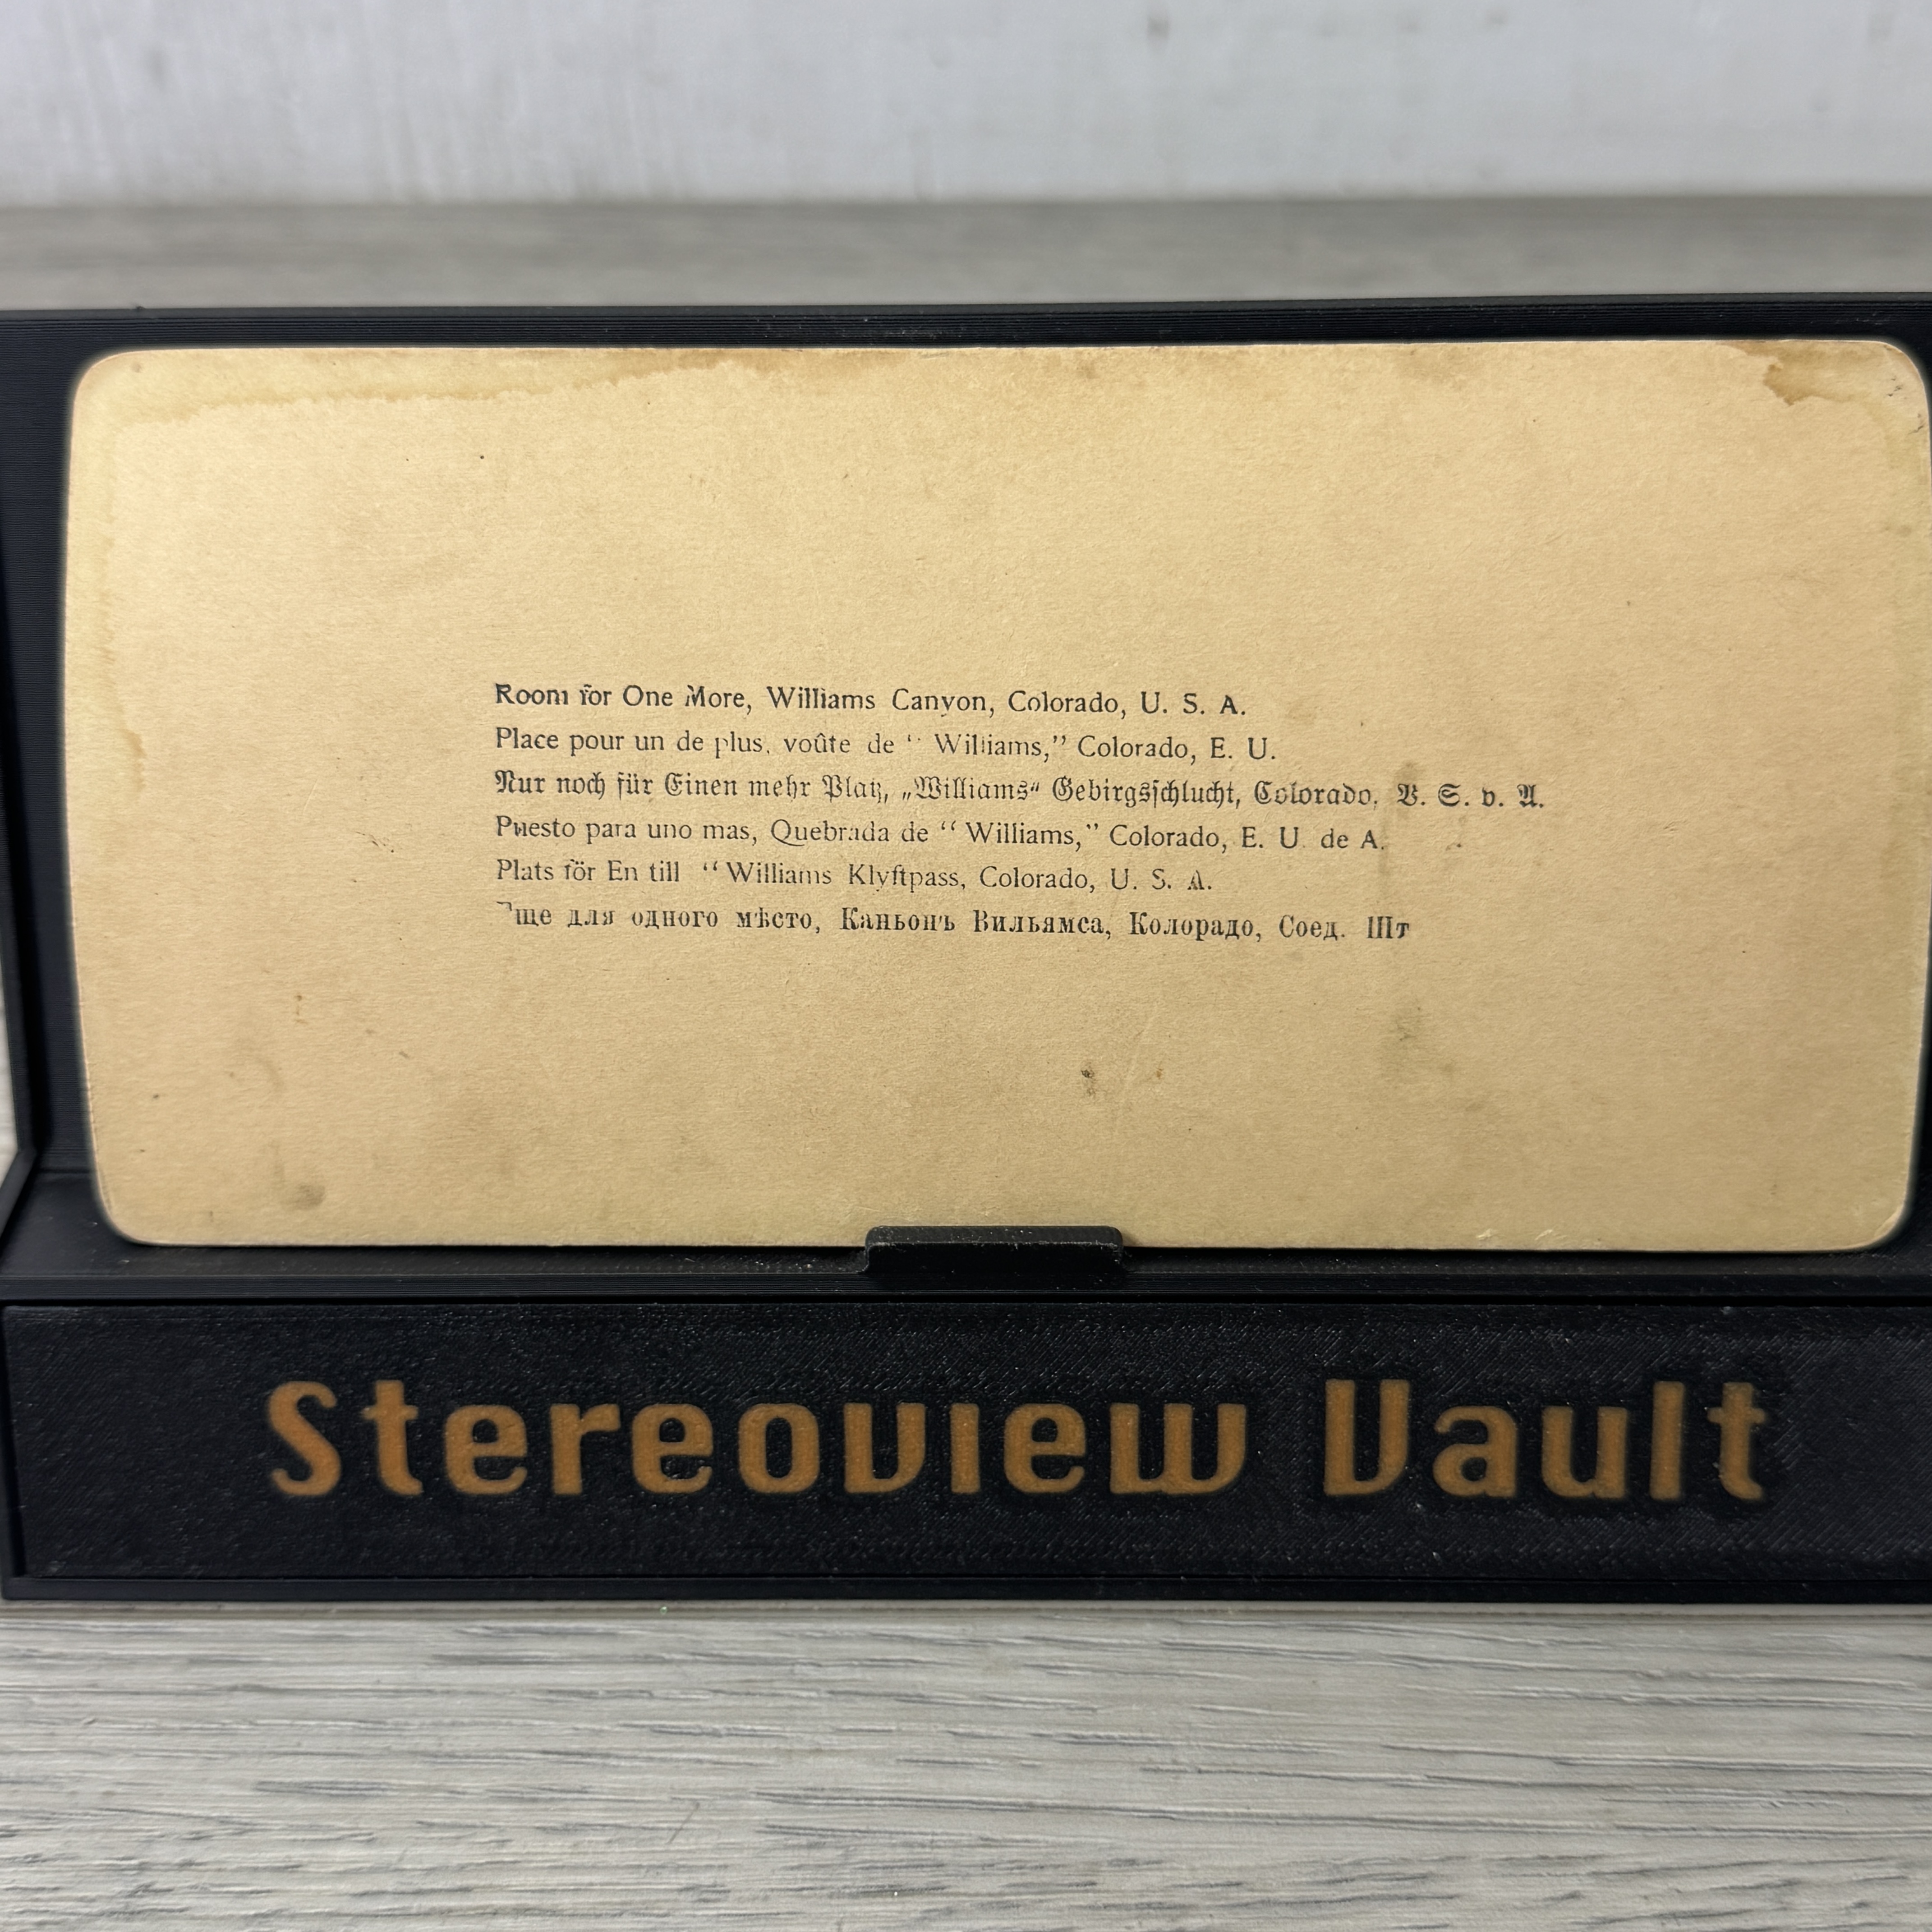 Room for One More, Williams Canyon, Colorado, U. S. A.
Place pour un de plus, voûte de “ Williams,” Colorado, E. U.
Nur noch für Einen mehr Platz, „Williams“ Gebirgsschlucht, Colorado, V. S. v. A.
Puesto para uno mas, Quebrada de “ Williams,” Colorado, E. U. de A.
Plats för En till “ Williams Klyftpass, Colorado, U. S. A.
Еще для одного мѣсто, Каньонъ Вильямса, Колорадо, Соед. Шт
Stereoview Vault